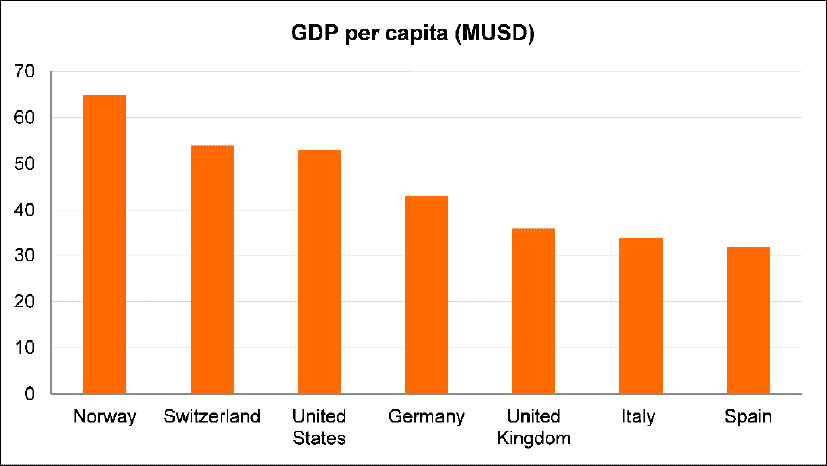 GDP per capita (MUSD)
70
60
50
40
30
20
10
0
Norway
Switzerland
United
States
Germany
United
Kingdom
Italy
Spain